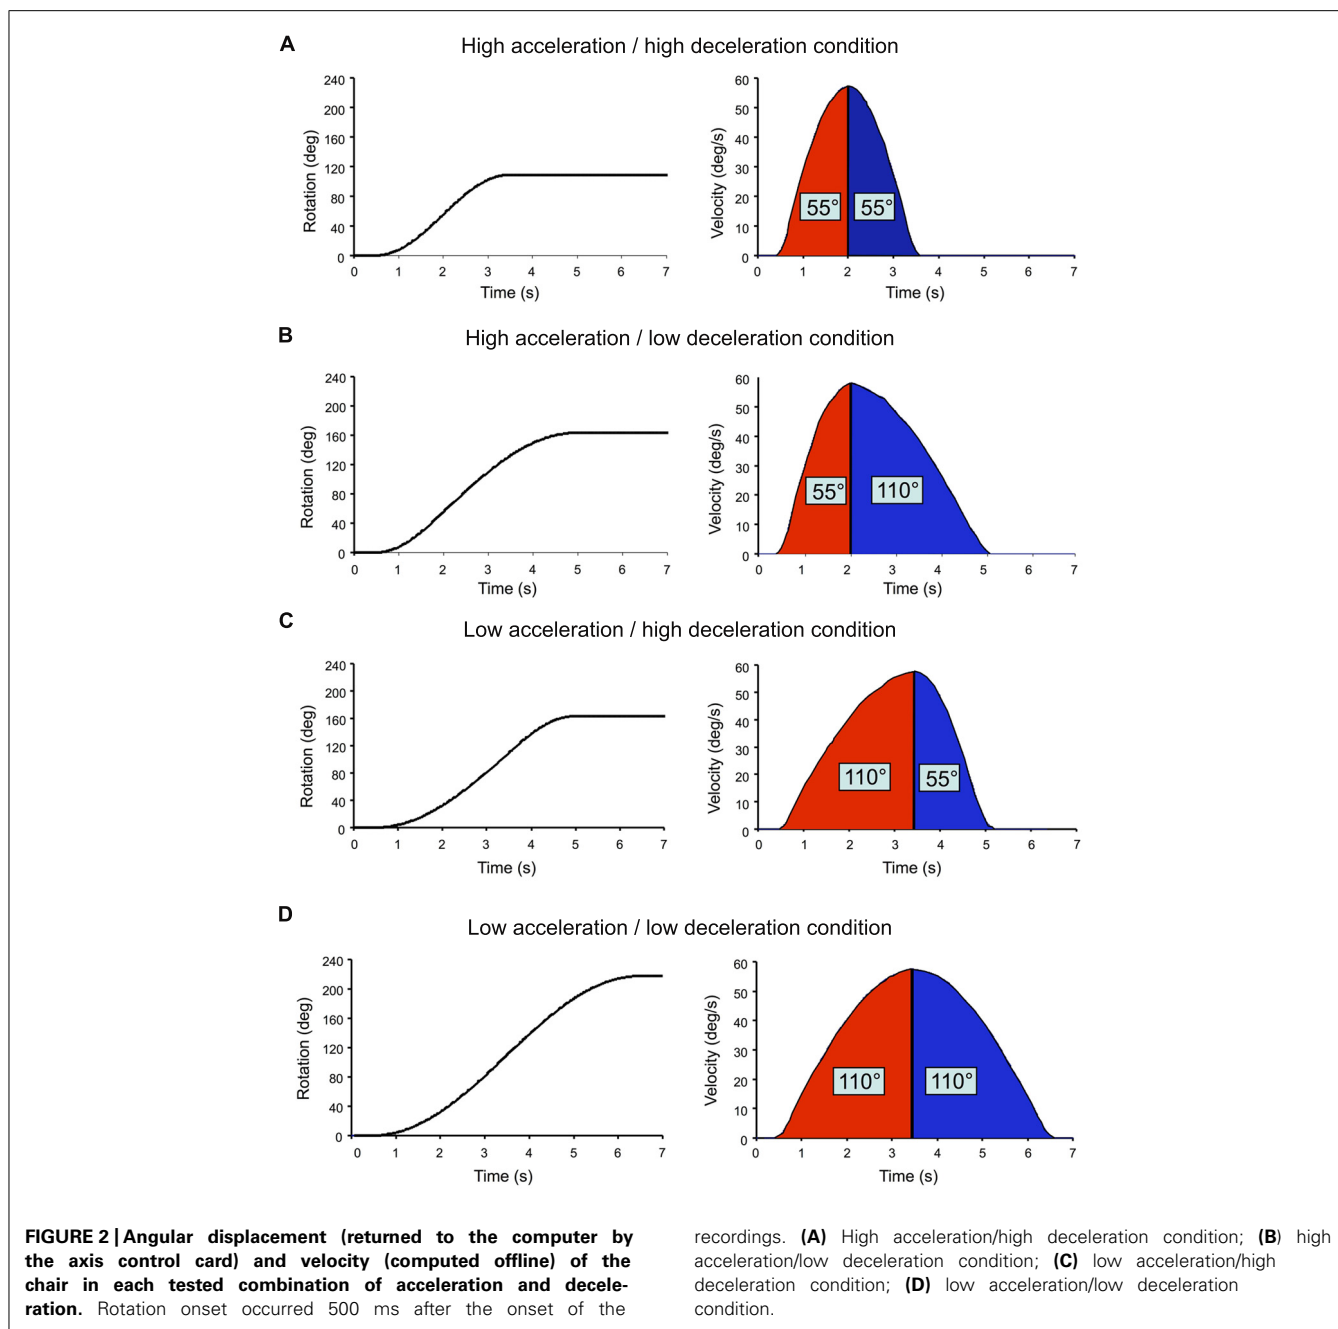 A
High acceleration / high deceleration condition
240
200
160
120
80
40
0
Rotation (deg)
0 1 2 3 4 5 6 7
Time (s)
60
50
40
30
20
10
0
Velocity (deg/s)
55° 55°
0 1 2 3 4 5 6 7
Time (s)
B
High acceleration / low deceleration condition
240
200
160
120
80
40
0
Rotation (deg)
0 1 2 3 4 5 6 7
Time (s)
60
50
40
30
20
10
0
Velocity (deg/s)
55° 110°
0 1 2 3 4 5 6 7
Time (s)
C
Low acceleration / high deceleration condition
240
200
160
120
80
40
0
Rotation (deg)
0 1 2 3 4 5 6 7
Time (s)
60
50
40
30
20
10
0
Velocity (deg/s)
110° 55°
0 1 2 3 4 5 6 7
Time (s)
D
Low acceleration / low deceleration condition
240
200
160
120
80
40
0
Rotation (deg)
0 1 2 3 4 5 6 7
Time (s)
60
50
40
30
20
10
0
Velocity (deg/s)
110° 110°
0 1 2 3 4 5 6 7
Time (s)
FIGURE 2 | Angular displacement (returned to the computer by
the axis control card) and velocity (computed offline) of the
chair in each tested combination of acceleration and decele-
ration. Rotation onset occurred 500 ms after the onset of the
recordings. (A) High acceleration/high deceleration condition; (B) high
acceleration/low deceleration condition; (C) low acceleration/high
deceleration condition; (D) low acceleration/low deceleration
condition.